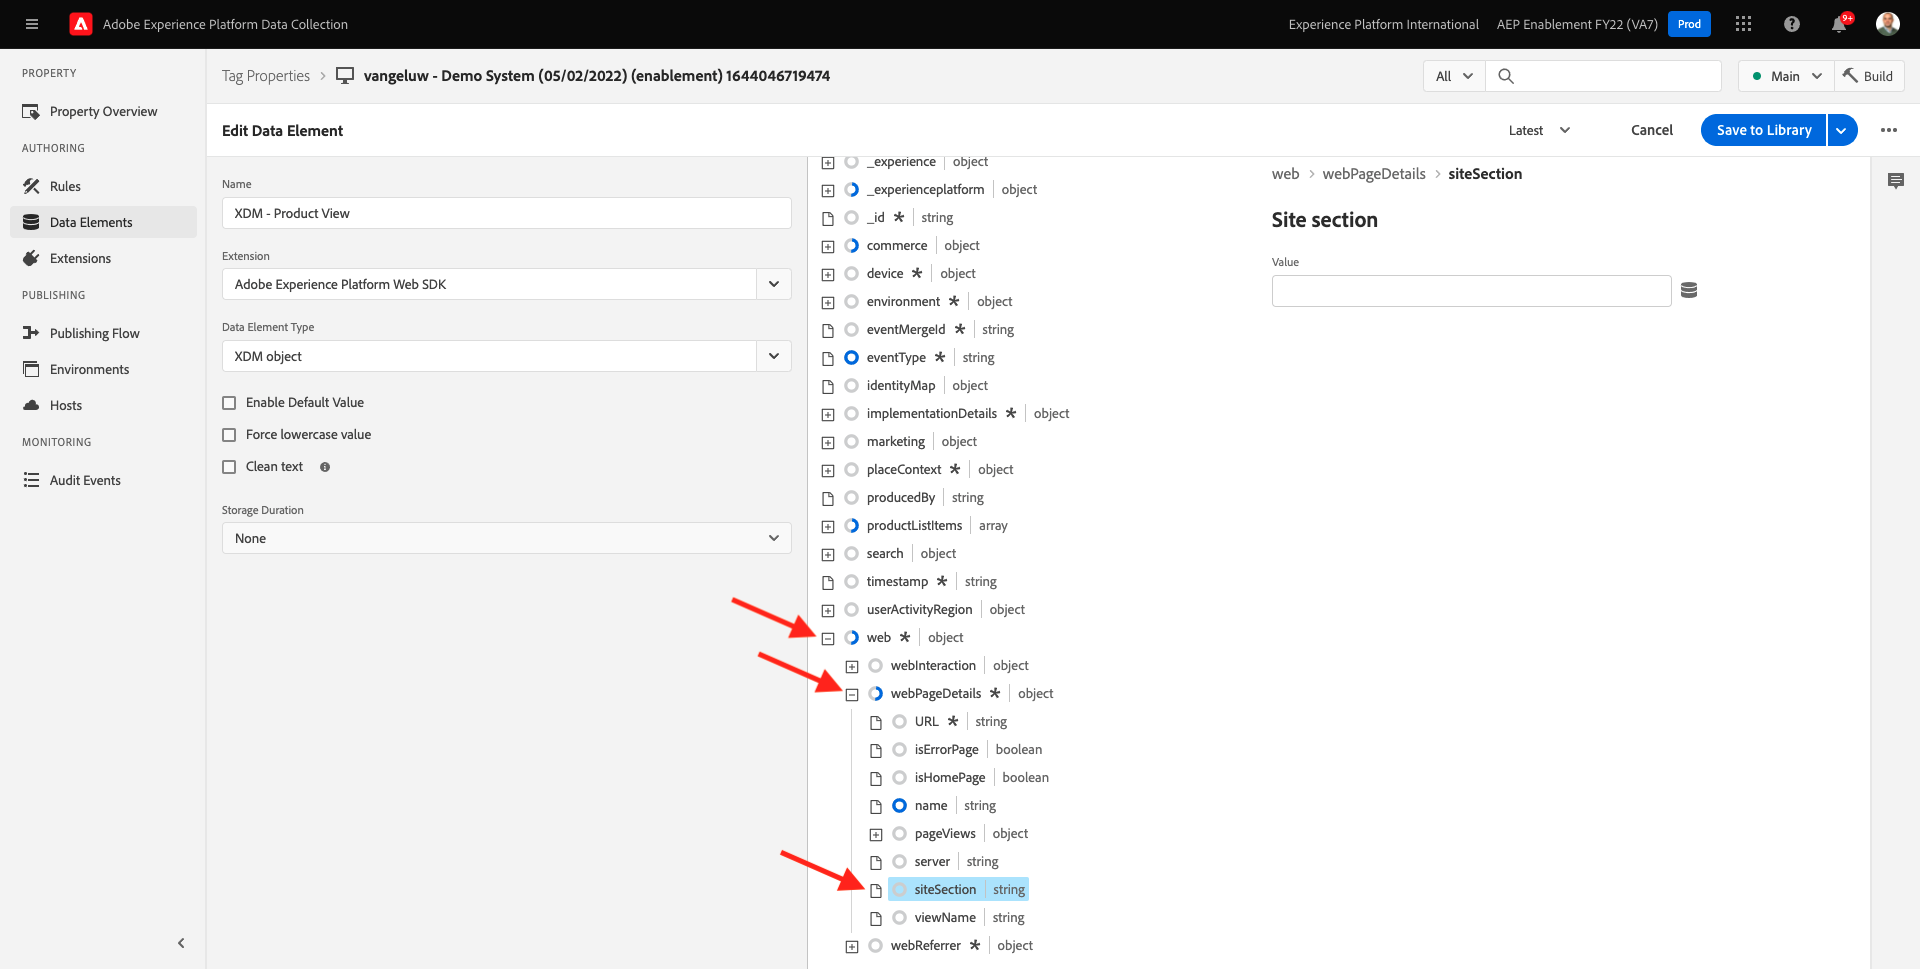 Adobe Experience Platform Data Collection
Experience Platform International
AEP Enablement FY22 (VA7)
Prod
9+
PROPERTY
Property Overview
AUTHORING
Rules
Data Elements
Extensions
PUBLISHING
Publishing Flow
Environments
Hosts
MONITORING
Audit Events
Tag Properties > vangeluw - Demo System (05/02/2022) (enablement) 1644046719474
All
Main
Build
Edit Data Element
Latest
Cancel
Save to Library
Name
XDM - Product View
Extension
Adobe Experience Platform Web SDK
Data Element Type
XDM object
Enable Default Value
Force lowercase value
Clean text
Storage Duration
None
_experience object
_experienceplatform object
_id * string
commerce object
device * object
environment * object
eventMergeId * string
eventType * string
identityMap object
implementationDetails * object
marketing object
placeContext * object
producedBy string
productListItems array
search object
timestamp * string
userActivityRegion object
web * object
webInteraction object
webPageDetails * object
URL * string
isErrorPage boolean
isHomePage boolean
name string
pageViews object
server string
siteSection string
viewName string
webReferrer * object
web > webPageDetails > siteSection
Site section
Value